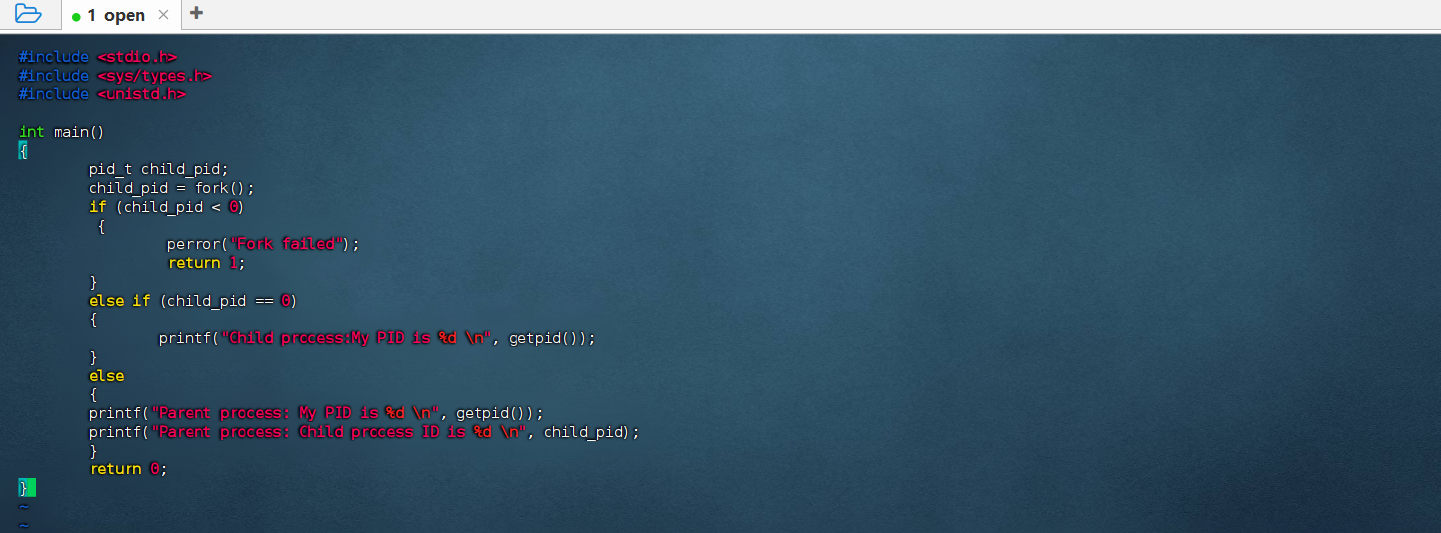 1 open × +
#include <stdio.h>
#include <sys/types.h>
#include <unistd.h>
int main()
{
pid_t child_pid;
child_pid = fork();
if (child_pid < 0)
{
perror("Fork failed");
return 1;
}
else if (child_pid == 0)
{
printf("Child process:My PID is %d \n", getpid());
}
else
{
printf("Parent process: My PID is %d \n", getpid());
printf("Parent process: Child process ID is %d \n", child_pid);
}
return 0;
}
~
~